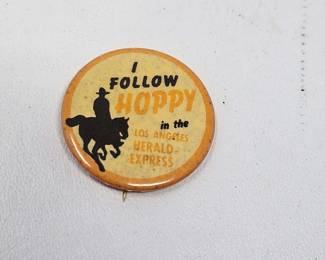 I
FOLLOW
HOPPY
in the
LOS ANGELES
HERALD-
EXPRESS